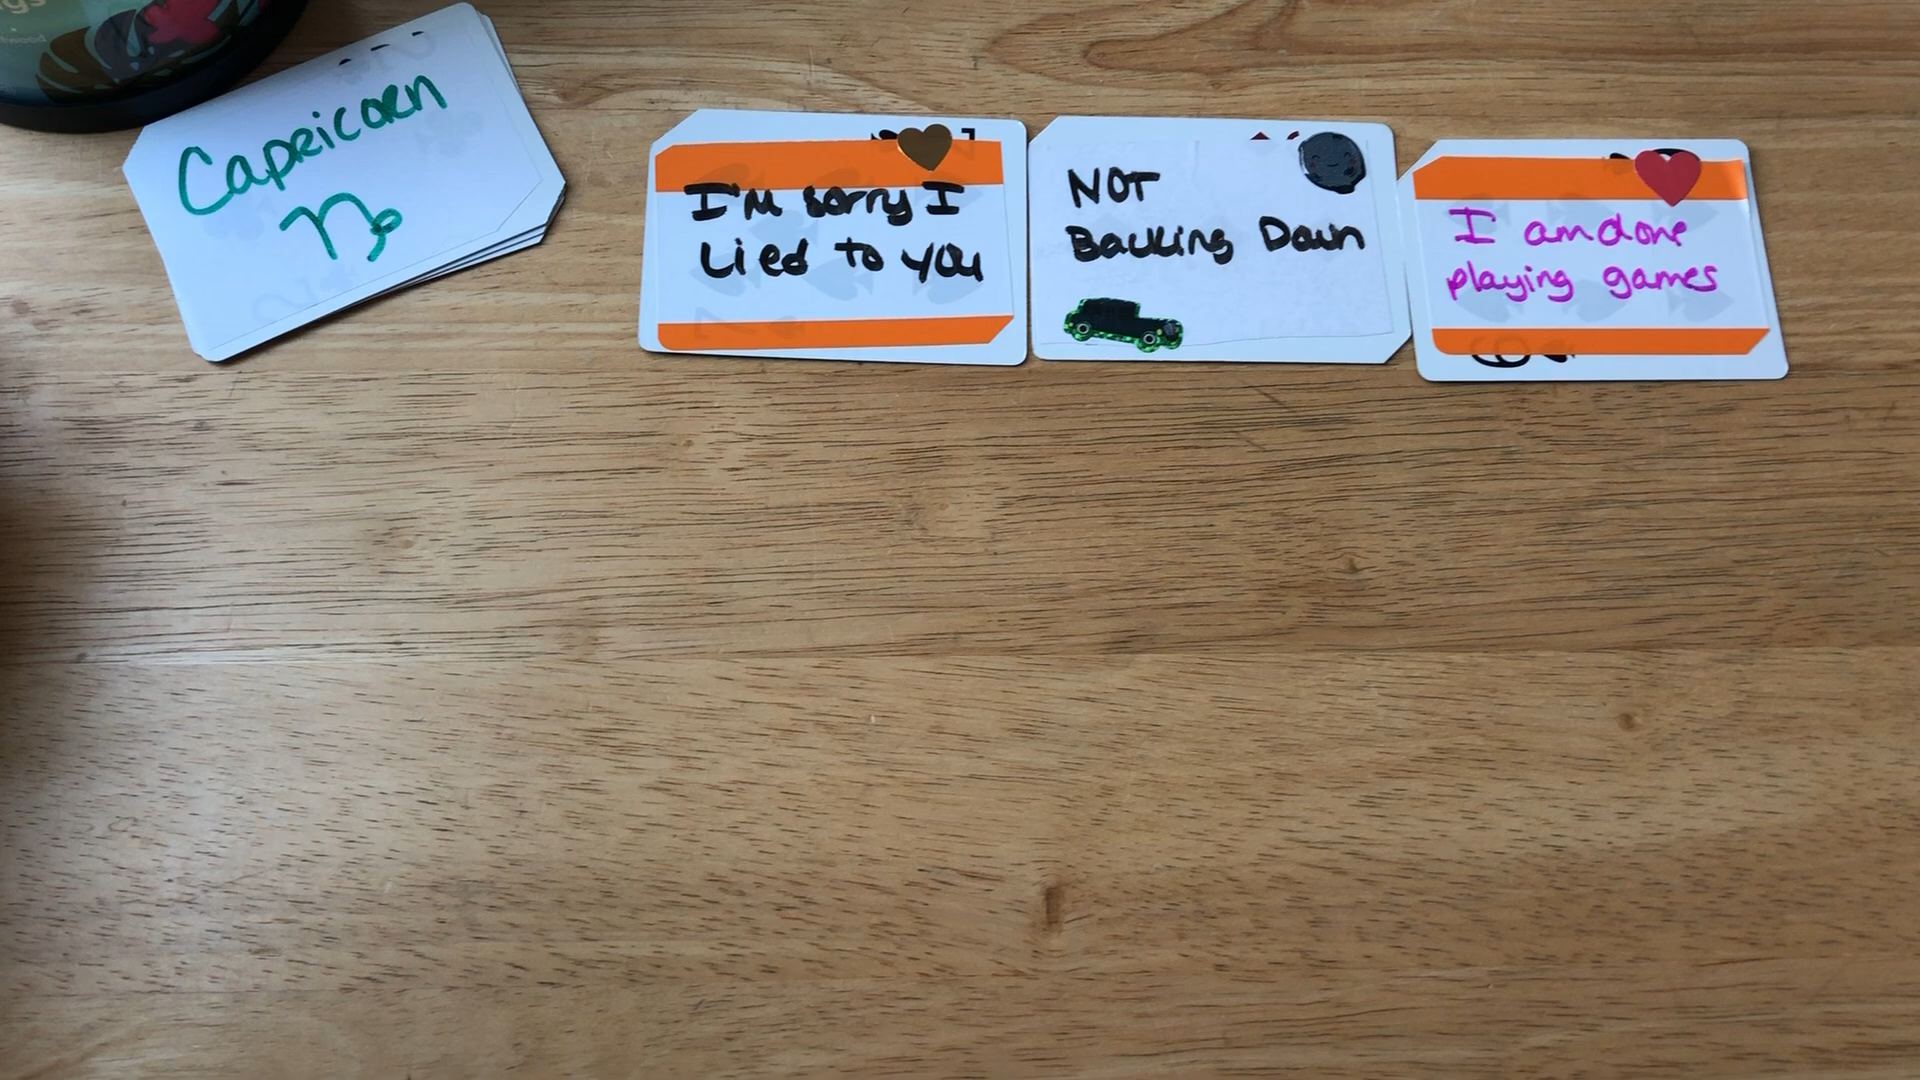 Capricorn
♑
I'm sorry I
Lied to you
NOT
Backing Down
I am done
playing games